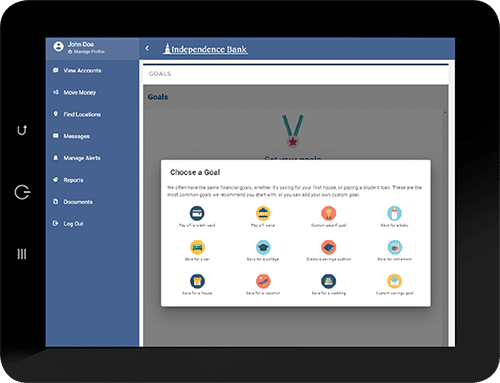 John Doe
Manage Profile
View Accounts
Move Money
Find Locations
Messages
Manage Alerts
Reports
Documents
Log Out
Independence Bank
GOALS
Goals
Set your goals
Choose a Goal
We often have the same financial goals, whether it's saving for your first house, or paying a student loan. These are the
most common goals we recommend you start with, or you can add your own custom goal.
Pay off a credit card
Pay off loans
Custom payoff goal
Save for a baby
Save for a car
Save for a college
Create a savings cushion
Save for retirement
Save for a house
Save for a vacation
Save for a wedding
Custom savings goal